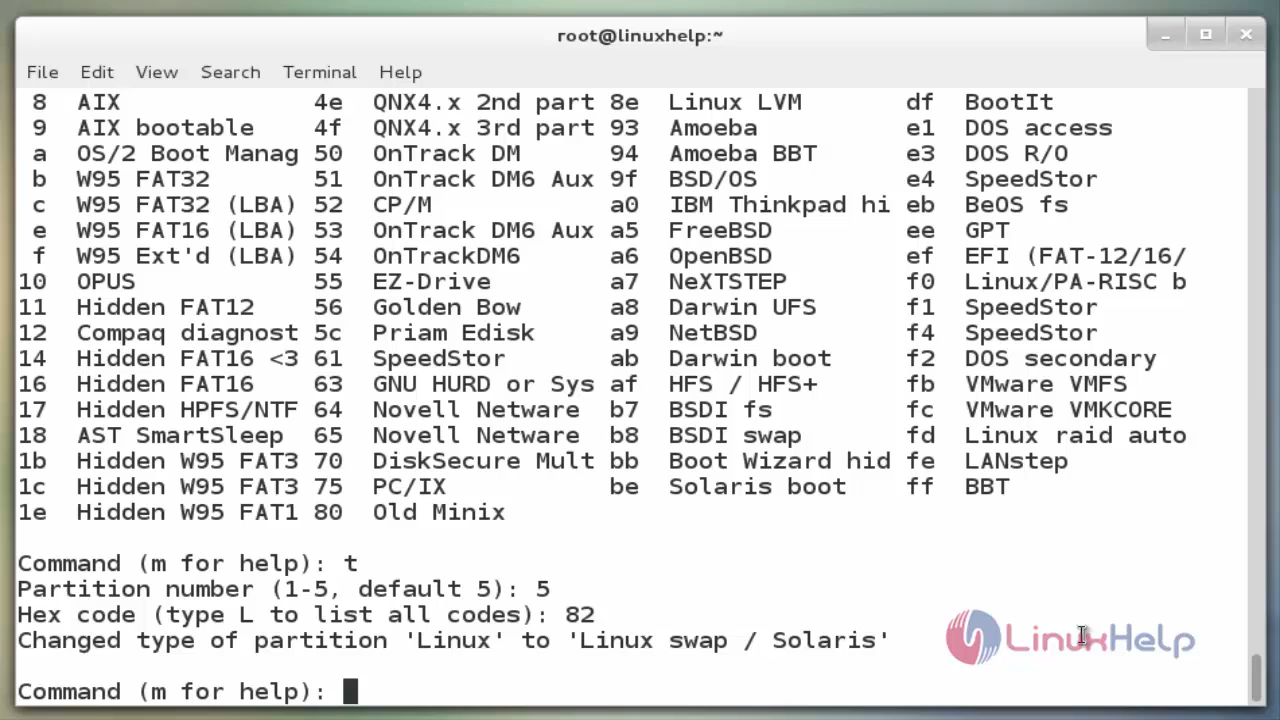 root@linuxhelp:~
File Edit View Search Terminal Help
8 AIX 4e QNX4.x 2nd part 8e Linux LVM df BootIt
9 AIX bootable 4f QNX4.x 3rd part 93 Amoeba e1 DOS access
a OS/2 Boot Manag 50 OnTrack DM 94 Amoeba BBT e3 DOS R/O
b W95 FAT32 51 OnTrack DM6 Aux 9f BSD/OS e4 SpeedStor
c W95 FAT32 (LBA) 52 CP/M a0 IBM Thinkpad hi eb BeOS fs
e W95 FAT16 (LBA) 53 OnTrack DM6 Aux a5 FreeBSD ee GPT
f W95 Ext'd (LBA) 54 OnTrackDM6 a6 OpenBSD ef EFI (FAT-12/16/
10 OPUS 55 EZ-Drive a7 NeXTSTEP f0 Linux/PA-RISC b
11 Hidden FAT12 56 Golden Bow a8 Darwin UFS f1 SpeedStor
12 Compaq diagnost 5c Priam Edisk a9 NetBSD f4 SpeedStor
14 Hidden FAT16 <3 61 SpeedStor ab Darwin boot f2 DOS secondary
16 Hidden FAT16 63 GNU HURD or Sys af HFS / HFS+ fb VMware VMFS
17 Hidden HPFS/NTF 64 Novell Netware b7 BSDI fs fc VMware VMKCORE
18 AST SmartSleep 65 Novell Netware b8 BSDI swap fd Linux raid auto
1b Hidden W95 FAT3 70 DiskSecure Mult bb Boot Wizard hid fe LANstep
1c Hidden W95 FAT3 75 PC/IX be Solaris boot ff BBT
1e Hidden W95 FAT1 80 Old Minix
Command (m for help): t
Partition number (1-5, default 5): 5
Hex code (type L to list all codes): 82
Changed type of partition 'Linux' to 'Linux swap / Solaris'
LinuxHelp
Command (m for help):